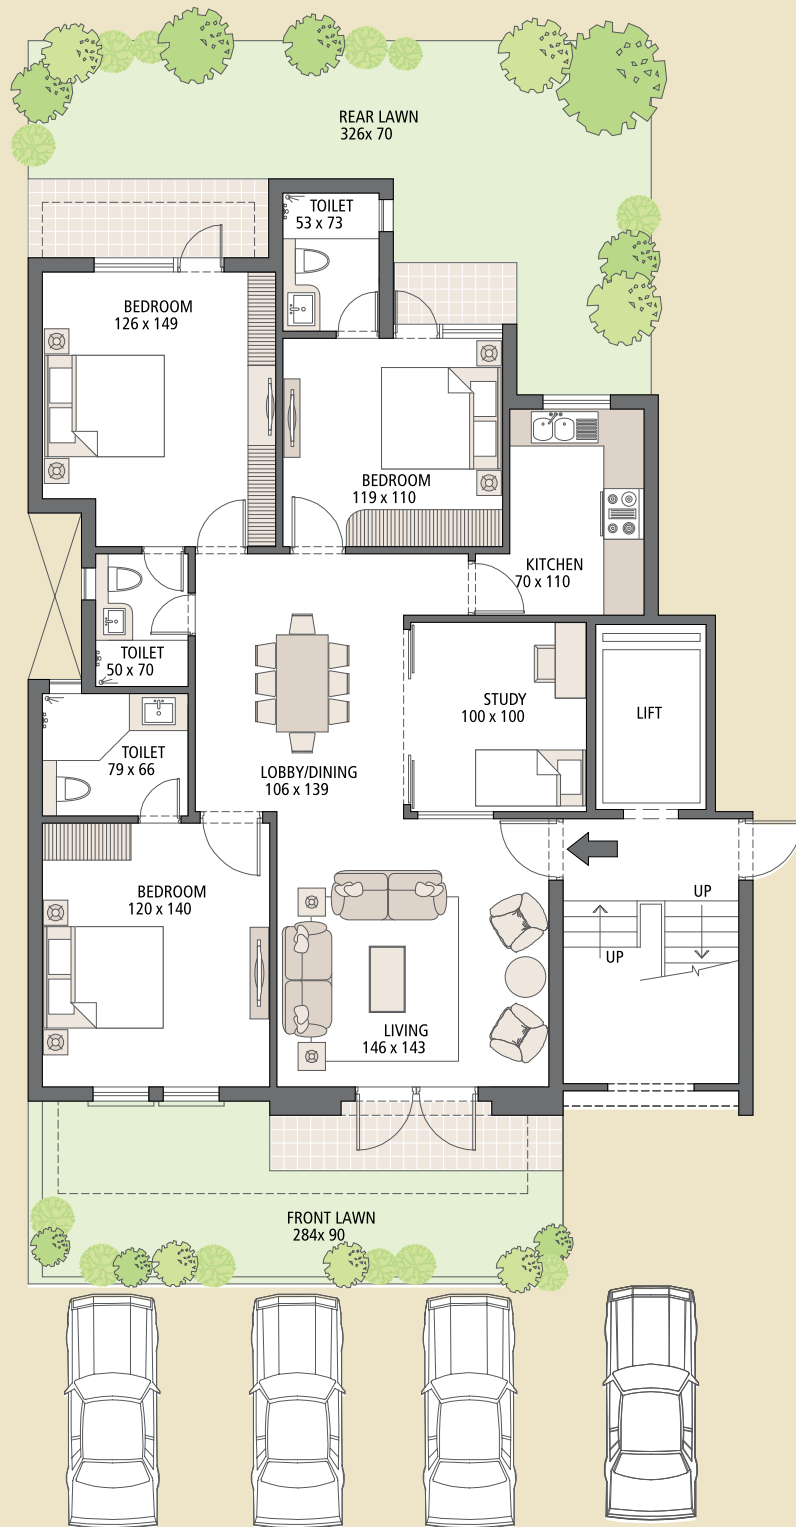 REAR LAWN
326x 70
TOILET
53 x 73
BEDROOM
126 x 149
BEDROOM
119 x 110
KITCHEN
70 x 110
TOILET
50 x 70
STUDY
100 x 100
LIFT
TOILET
79 x 66
LOBBY/DINING
106 x 139
BEDROOM
120 x 140
UP
UP
LIVING
146 x 143
FRONT LAWN
284x 90